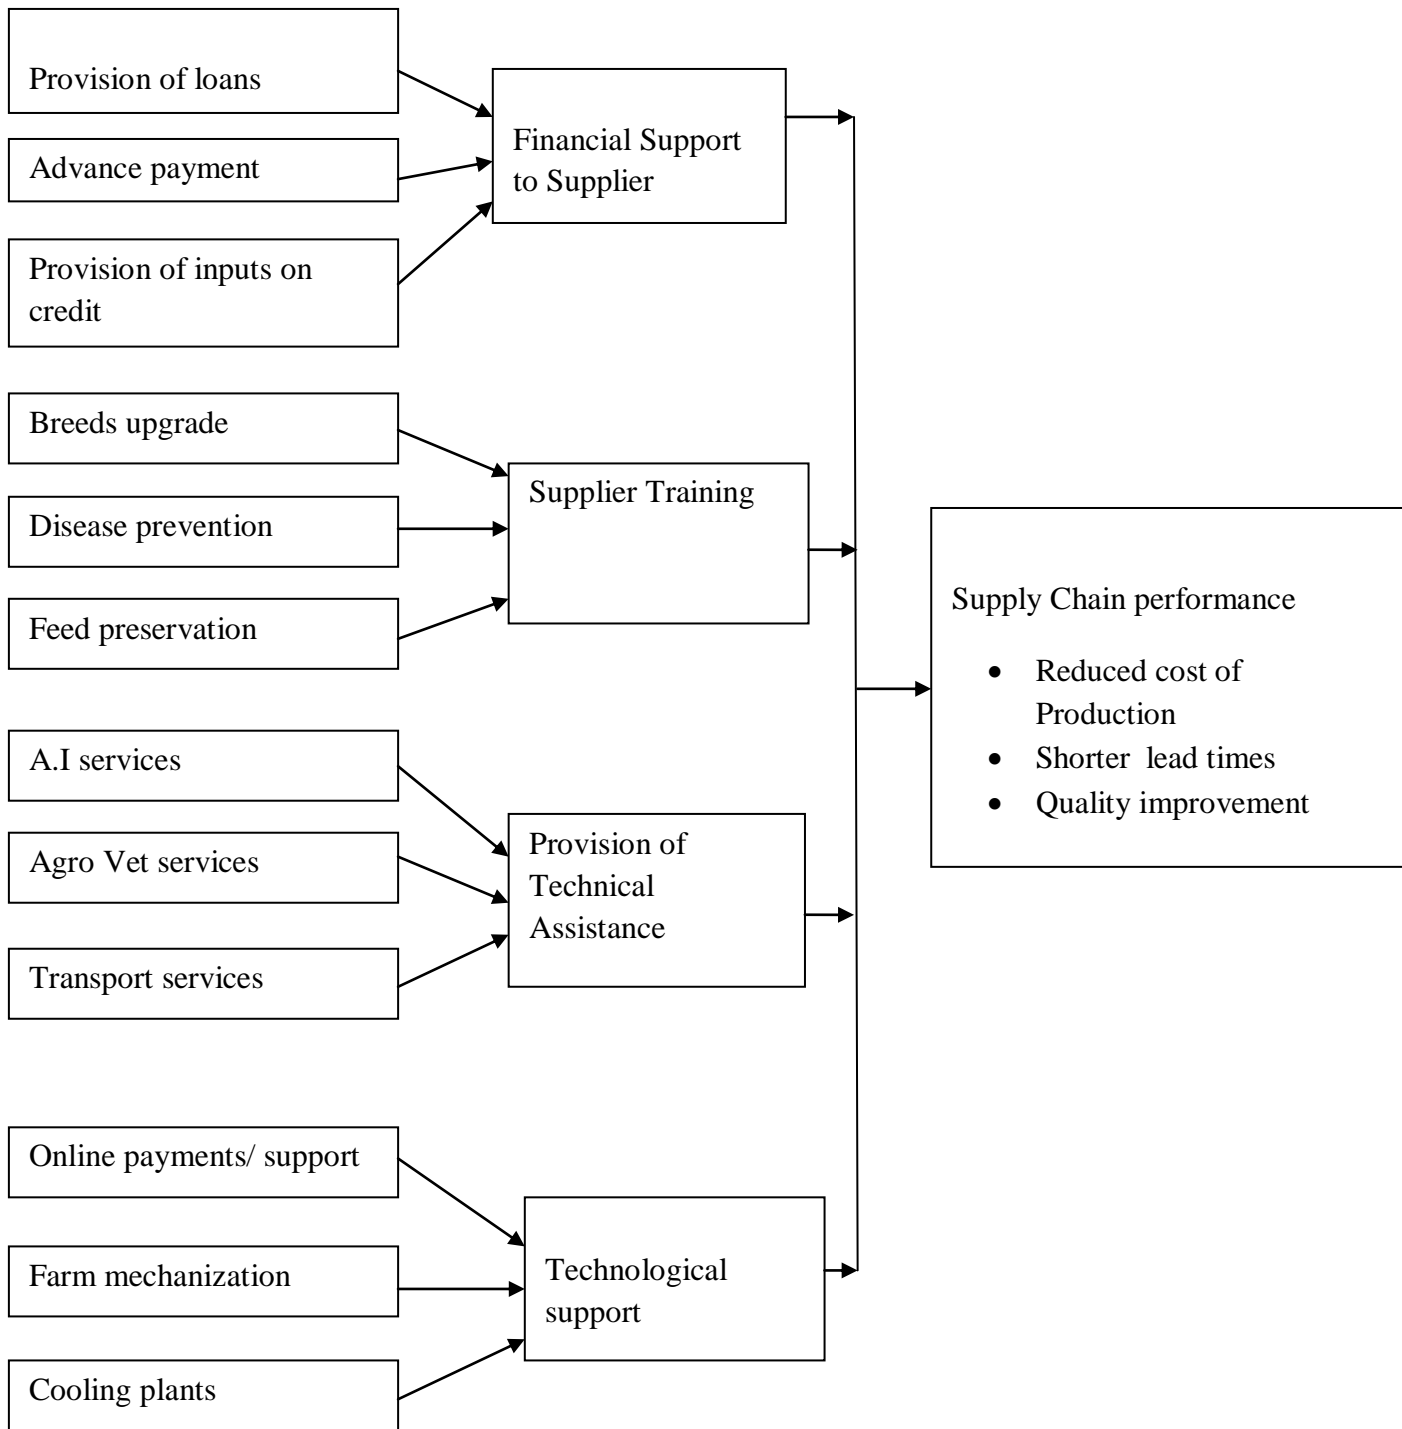 Provision of loans
Advance payment
Provision of inputs on
credit
Financial Support
to Supplier
Breeds upgrade
Disease prevention
Feed preservation
Supplier Training
A.I services
Agro Vet services
Transport services
Provision of
Technical
Assistance
Online payments/ support
Farm mechanization
Cooling plants
Technological
support
Supply Chain performance
• Reduced cost of
Production
• Shorter lead times
• Quality improvement